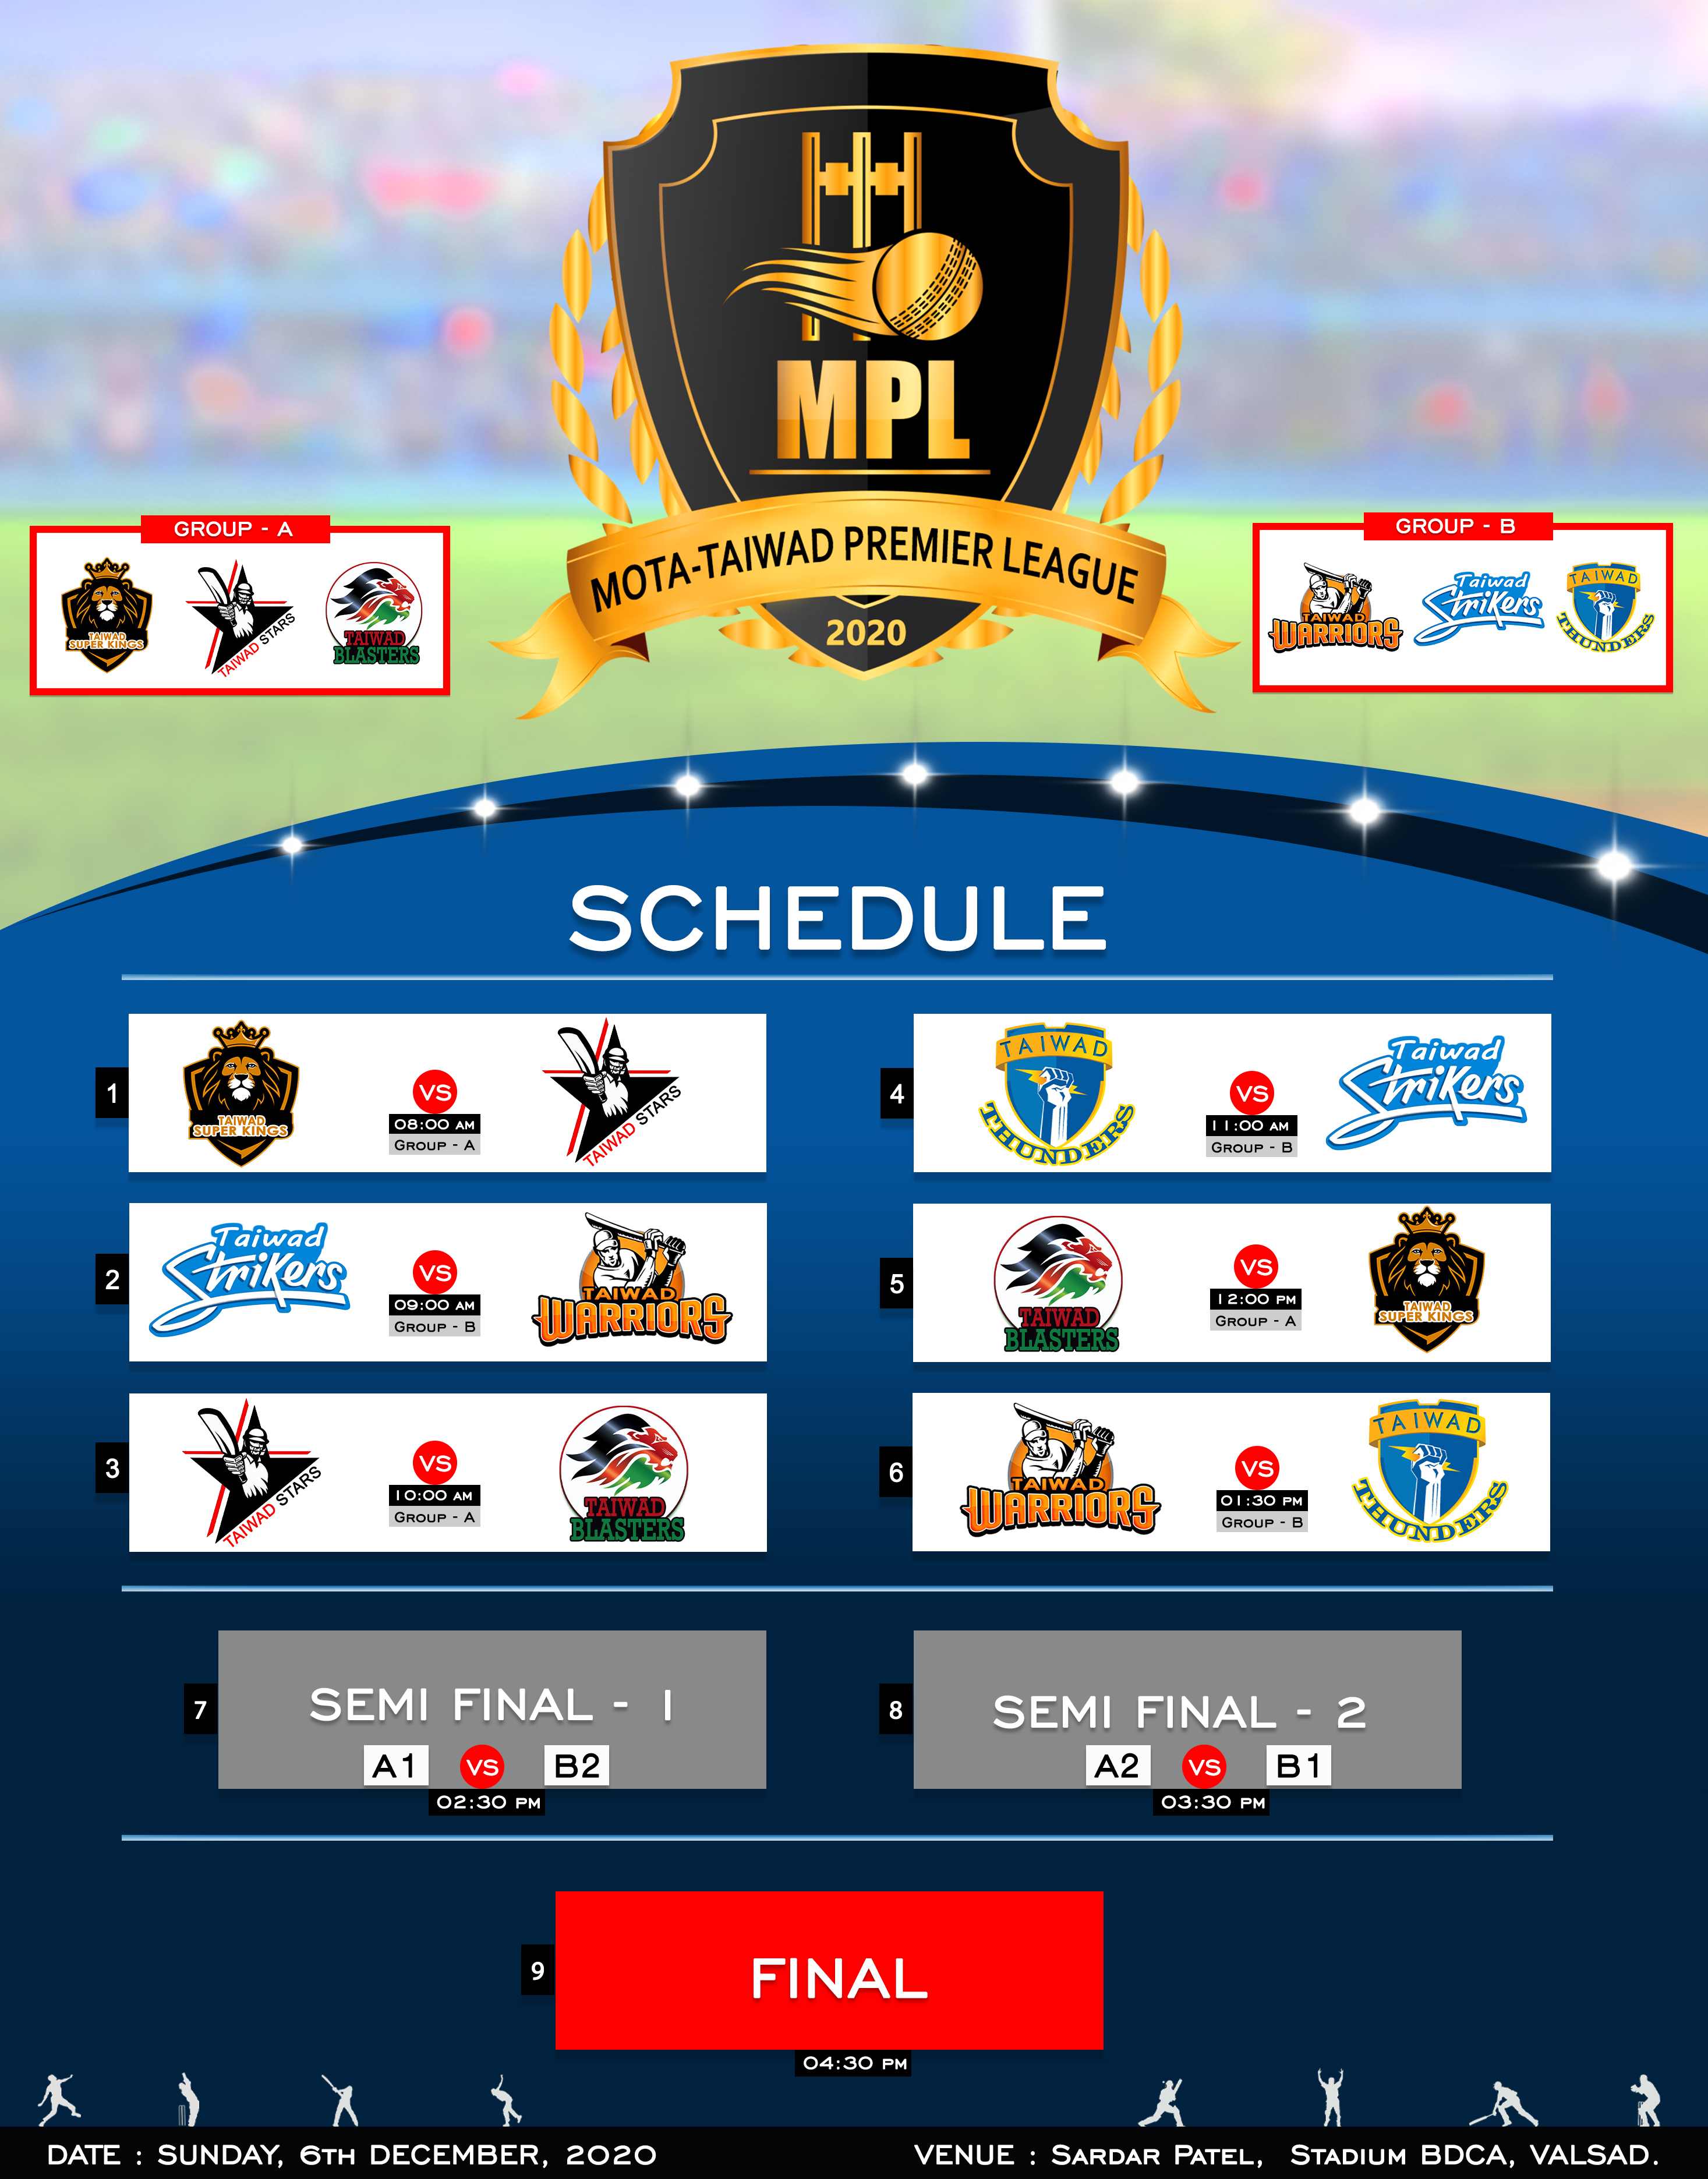 MPL
MOTA-TAIWAD PREMIER LEAGUE
2020
GROUP - A
TAIWAD
SUPER KINGS
TAIWAD STARS
TAIWAD
BLASTERS
GROUP - B
TAIWAD
WARRIORS
Taiwad
Strikers
TAIWAD
THUNDERS
SCHEDULE
1
TAIWAD
SUPER KINGS
VS
08:00 AM
GROUP - A
TAIWAD STARS
4
TAIWAD
THUNDERS
VS
11:00 AM
GROUP - B
Taiwad
Strikers
2
Taiwad
Strikers
VS
09:00 AM
GROUP - B
TAIWAD
WARRIORS
5
TAIWAD
BLASTERS
VS
12:00 PM
GROUP - A
TAIWAD
SUPER KINGS
3
TAIWAD STARS
VS
10:00 AM
GROUP - A
TAIWAD
BLASTERS
6
TAIWAD
WARRIORS
VS
01:30 PM
GROUP - B
TAIWAD
THUNDERS
7
SEMI FINAL - 1
A1 VS B2
02:30 PM
8
SEMI FINAL - 2
A2 VS B1
03:30 PM
9
FINAL
04:30 PM
DATE : SUNDAY, 6TH DECEMBER, 2020
VENUE : SARDAR PATEL, STADIUM BDCA, VALSAD.